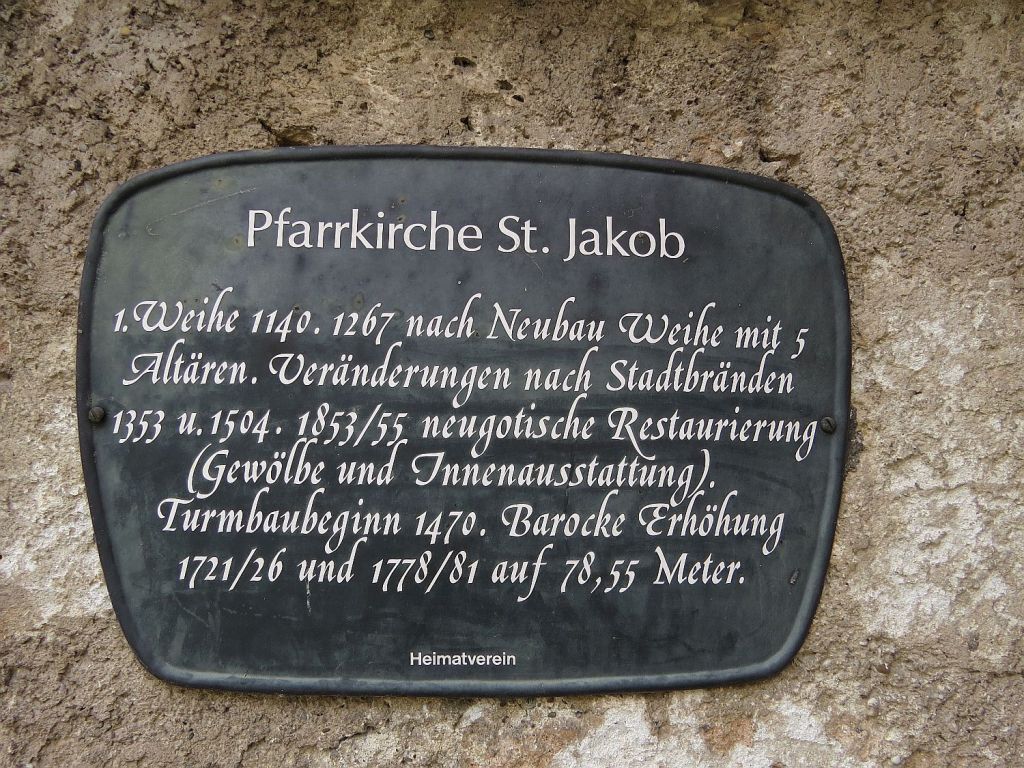 Pfarrkirche St. Jakob
1. Weihe 1140. 1267 nach Neubau Weihe mit 5
Altären. Veränderungen nach Stadtbränden
1353 u. 1504. 1853/55 neugotische Restaurierung
(Gewölbe und Innenausstattung).
Turmbaubeginn 1470. Barocke Erhöhung
1721/26 und 1778/81 auf 78,55 Meter.
Heimatverein